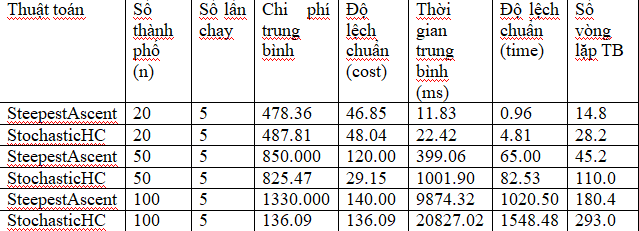 Thuật toán Số thành phố (n) Số lần chạy Chi phí trung bình Độ lệch chuẩn (cost) Thời gian trung bình (ms) Độ lệch chuẩn (time) Số vòng lặp TB
SteepestAscent 20 5 478.36 46.85 11.83 0.96 14.8
StochasticHC 20 5 487.81 48.04 22.42 4.81 28.2
SteepestAscent 50 5 850.000 120.00 399.06 65.00 45.2
StochasticHC 50 5 825.47 29.15 1001.90 82.53 110.0
SteepestAscent 100 5 1330.000 140.00 9874.32 1020.50 180.4
StochasticHC 100 5 136.09 136.09 20827.02 1548.48 293.0